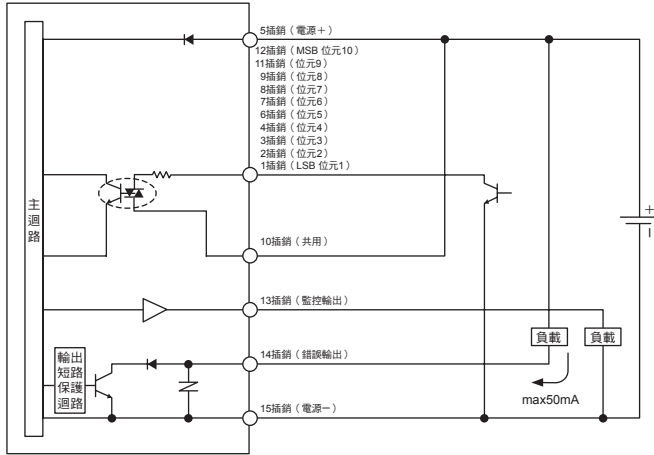 5插銷（電源＋）
12插銷（MSB 位元10）
11插銷（位元9）
9插銷（位元8）
8插銷（位元7）
7插銷（位元6）
6插銷（位元5）
4插銷（位元4）
3插銷（位元3）
2插銷（位元2）
1插銷（LSB 位元1）
主迴路
10插銷（共用）
13插銷（監控輸出）
負載
負載
14插銷（錯誤輸出）
輸出
短路
保護
迴路
max50mA
15插銷（電源－）